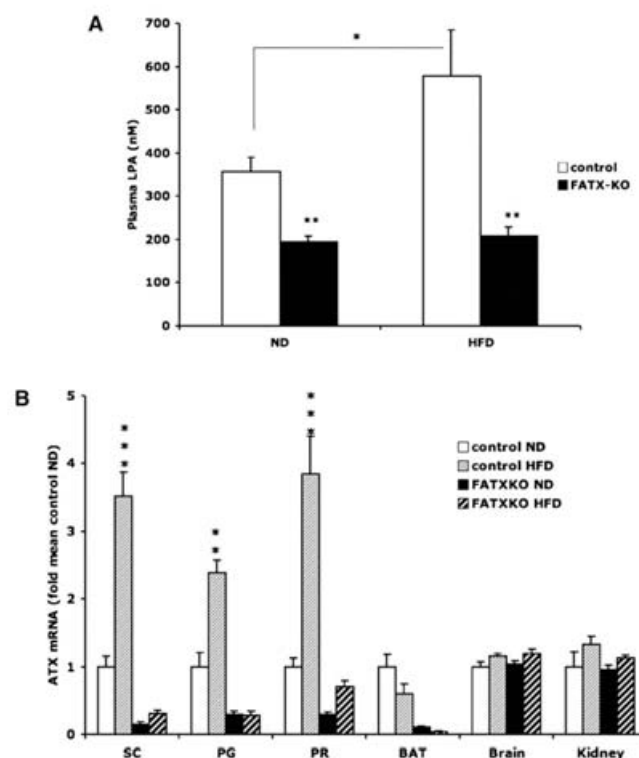 A
*
700
600
500
400
300
200
100
0
Plasma LPA (nM)
control
FATX-KO
**
**
ND HFD
B
5
4
3
2
1
0
ATX mRNA (fold mean control ND)
***
**
***
control ND
control HFD
FATXKO ND
FATXKO HFD
SC PG PR BAT Brain Kidney